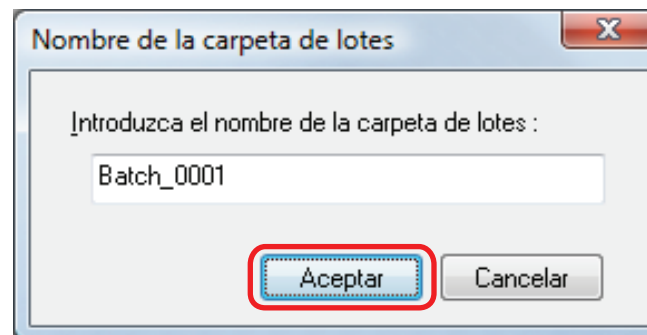 Nombre de la carpeta de lotes
Introduzca el nombre de la carpeta de lotes :
Batch_0001
Aceptar
Cancelar